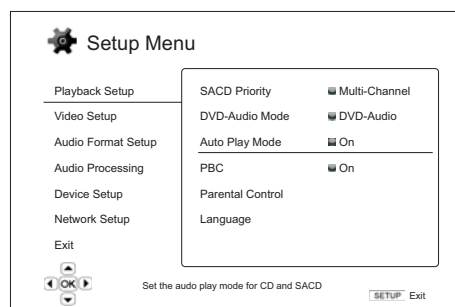 Setup Menu
Playback Setup
Video Setup
Audio Format Setup
Audio Processing
Device Setup
Network Setup
Exit
SACD Priority Multi-Channel
DVD-Audio Mode DVD-Audio
Auto Play Mode On
PBC On
Parental Control
Language
OK
Set the audo play mode for CD and SACD
SETUP Exit